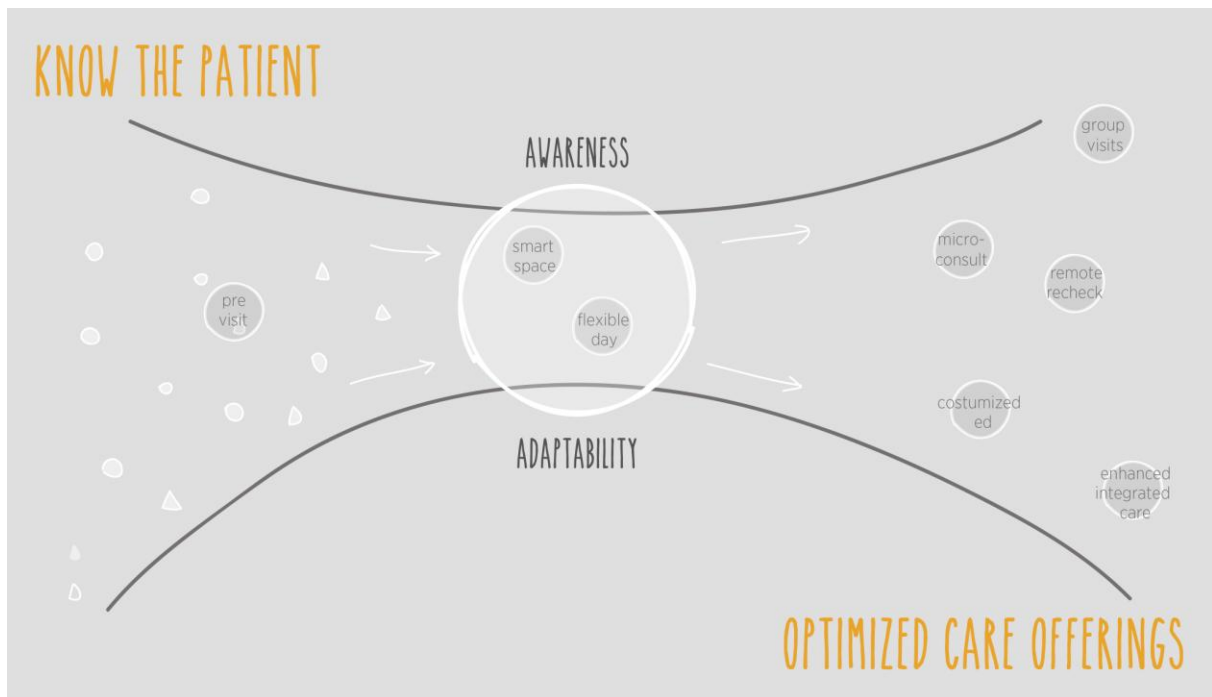 KNOW THE PATIENT
AWARENESS
group
visits
smart
space
micro-
consult
remote
recheck
pre
visit
flexible
day
costumized
ed
ADAPTABILITY
enhanced
integrated
care
OPTIMIZED CARE OFFERINGS